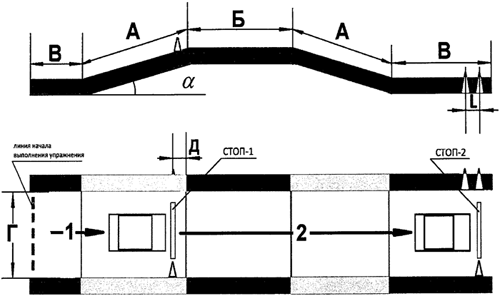 В
А
Б
А
В
α
L
линия начала
выполнения упражнения
Д
СТОП-1
СТОП-2
Г
1
2